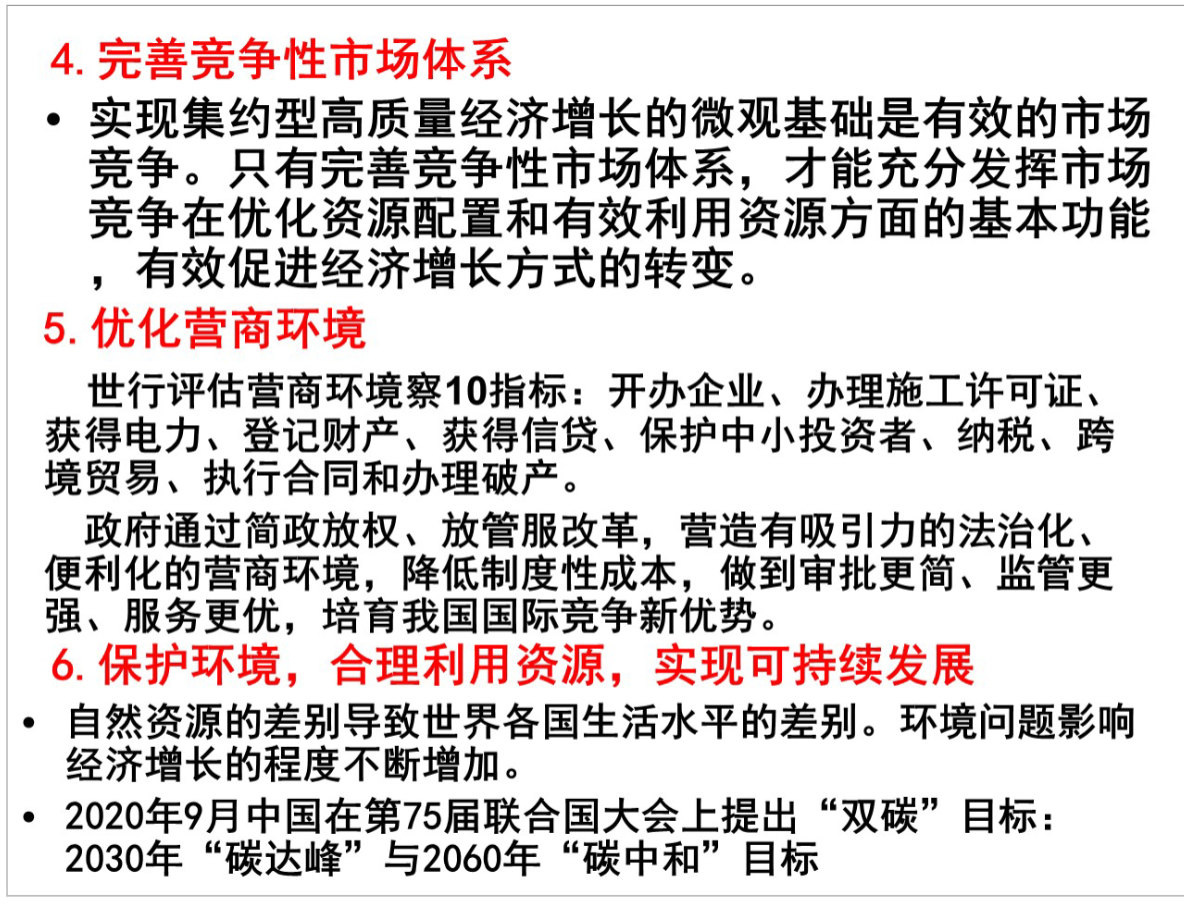 4. 完善竞争性市场体系
• 实现集约型高质量经济增长的微观基础是有效的市场
竞争。只有完善竞争性市场体系，才能充分发挥市场
竞争在优化资源配置和有效利用资源方面的基本功能
，有效促进经济增长方式的转变。
5. 优化营商环境
世行评估营商环境察10指标：开办企业、办理施工许可证、
获得电力、登记财产、获得信贷、保护中小投资者、纳税、跨
境贸易、执行合同和办理破产。
政府通过简政放权、放管服改革，营造有吸引力的法治化、
便利化的营商环境，降低制度性成本，做到审批更简、监管更
强、服务更优，培育我国国际竞争新优势。
6. 保护环境，合理利用资源，实现可持续发展
• 自然资源的差别导致世界各国生活水平的差别。环境问题影响
经济增长的程度不断增加。
• 2020年9月中国在第75届联合国大会上提出“双碳”目标：
2030年“碳达峰”与2060年“碳中和”目标